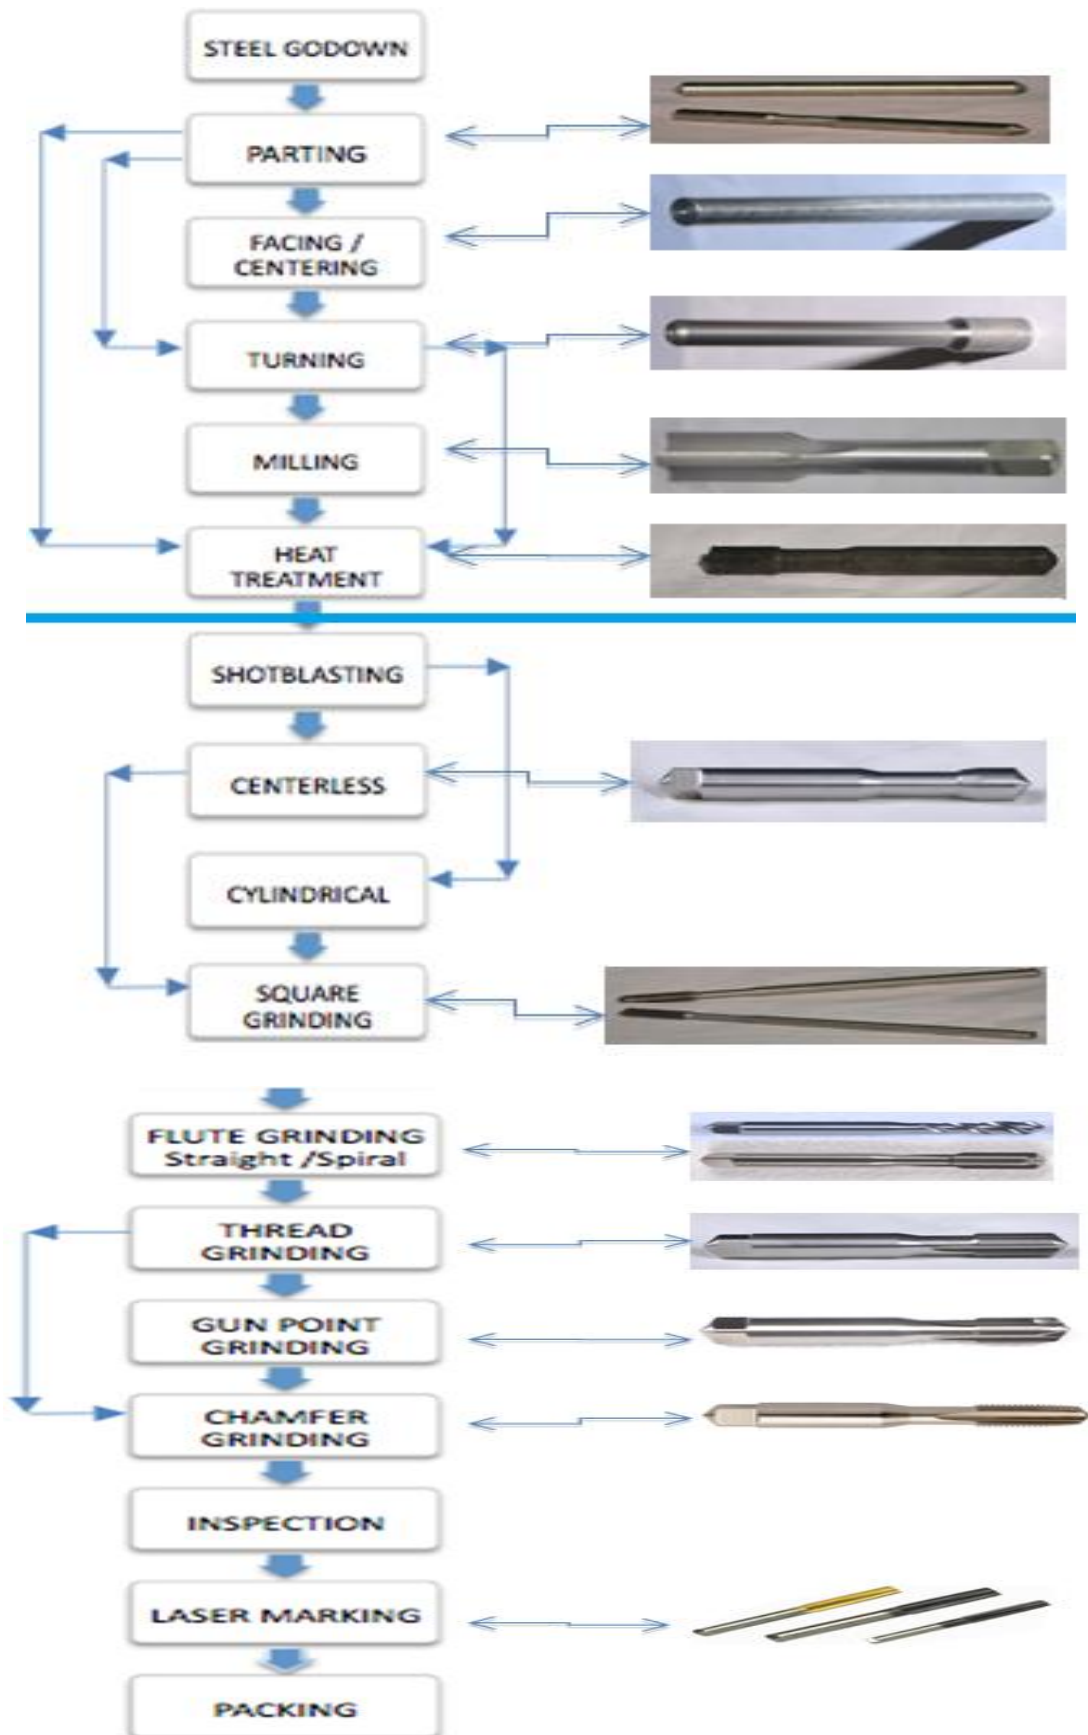 STEEL GODOWN
PARTING
FACING /
CENTERING
TURNING
MILLING
HEAT
TREATMENT
SHOTBLASTING
CENTERLESS
CYLINDRICAL
SQUARE
GRINDING
FLUTE GRINDING
Straight /Spiral
THREAD
GRINDING
GUN POINT
GRINDING
CHAMFER
GRINDING
INSPECTION
LASER MARKING
PACKING